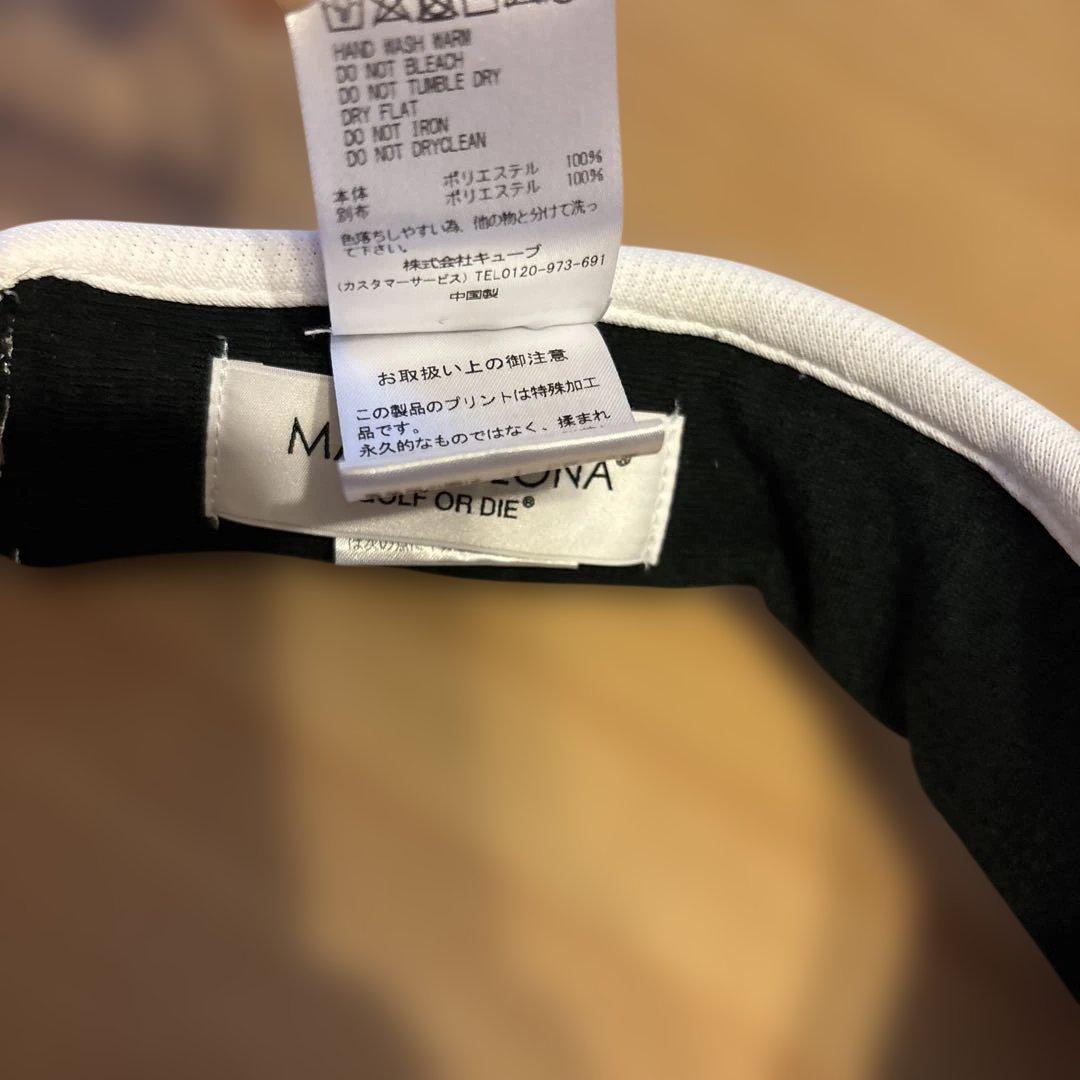 HAND WASH WARM
DO NOT BLEACH
DO NOT TUMBLE DRY
DRY FLAT
DO NOT IRON
DO NOT DRYCLEAN
本体 ポリエステル 100%
別布 ポリエステル 100%
色落ちしやすい為、他の物と分けて洗っ
て下さい。
株式会社キューブ
(カスタマーサービス) TEL0120-973-691
中国製
お取扱い上の御注意
この製品のプリントは特殊加工
品です。
永久的なものではなく、揉まれ
GOLF OR DIE®